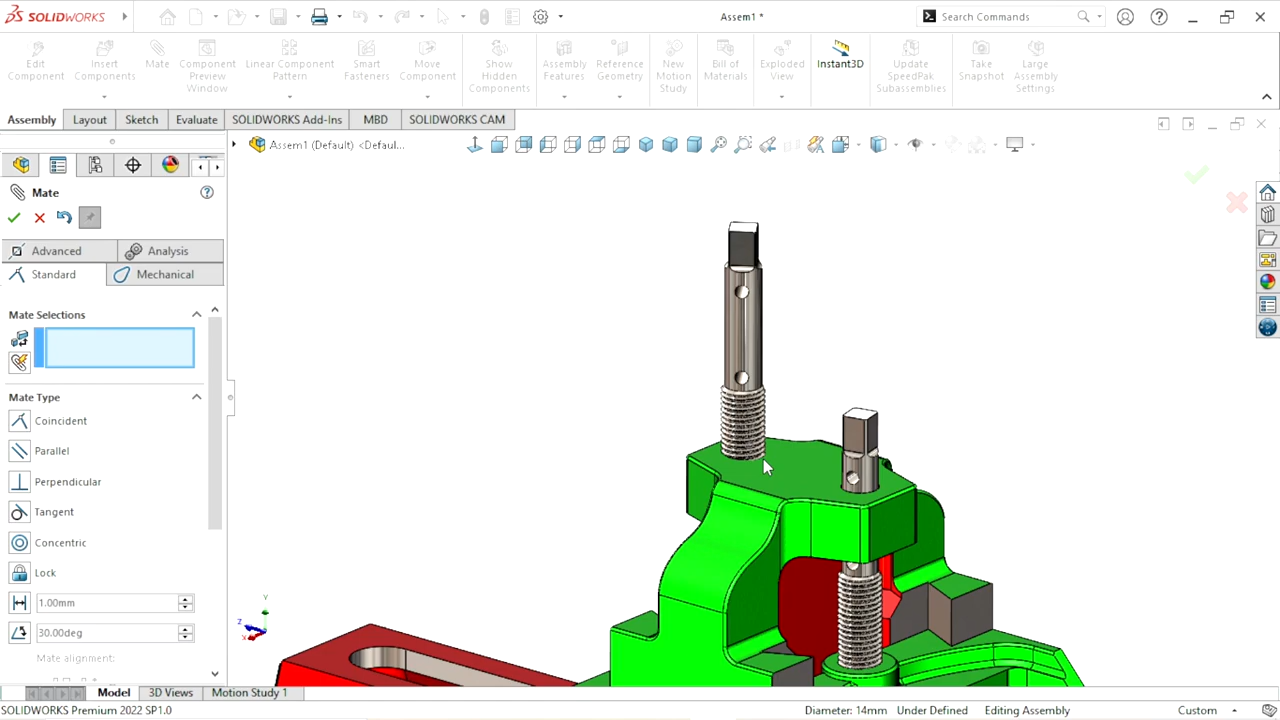 SOLIDWORKS
Assem1 *
Search Commands
Edit Component
Insert Components
Mate
Component Preview Window
Linear Component Pattern
Smart Fasteners
Move Component
Show Hidden Components
Assembly Features
Reference Geometry
New Motion Study
Bill of Materials
Exploded View
Instant3D
Update SpeedPak Subassemblies
Take Snapshot
Large Assembly Settings
Assembly
Layout
Sketch
Evaluate
SOLIDWORKS Add-Ins
MBD
SOLIDWORKS CAM
Assem1 (Default) <Defaul...
Mate
Advanced
Analysis
Standard
Mechanical
Mate Selections
Mate Type
Coincident
Parallel
Perpendicular
Tangent
Concentric
Lock
1.00mm
30.00deg
Mate alignment:
Y
Z
X
Model
3D Views
Motion Study 1
SOLIDWORKS Premium 2022 SP1.0
Diameter: 14mm
Under Defined
Editing Assembly
Custom